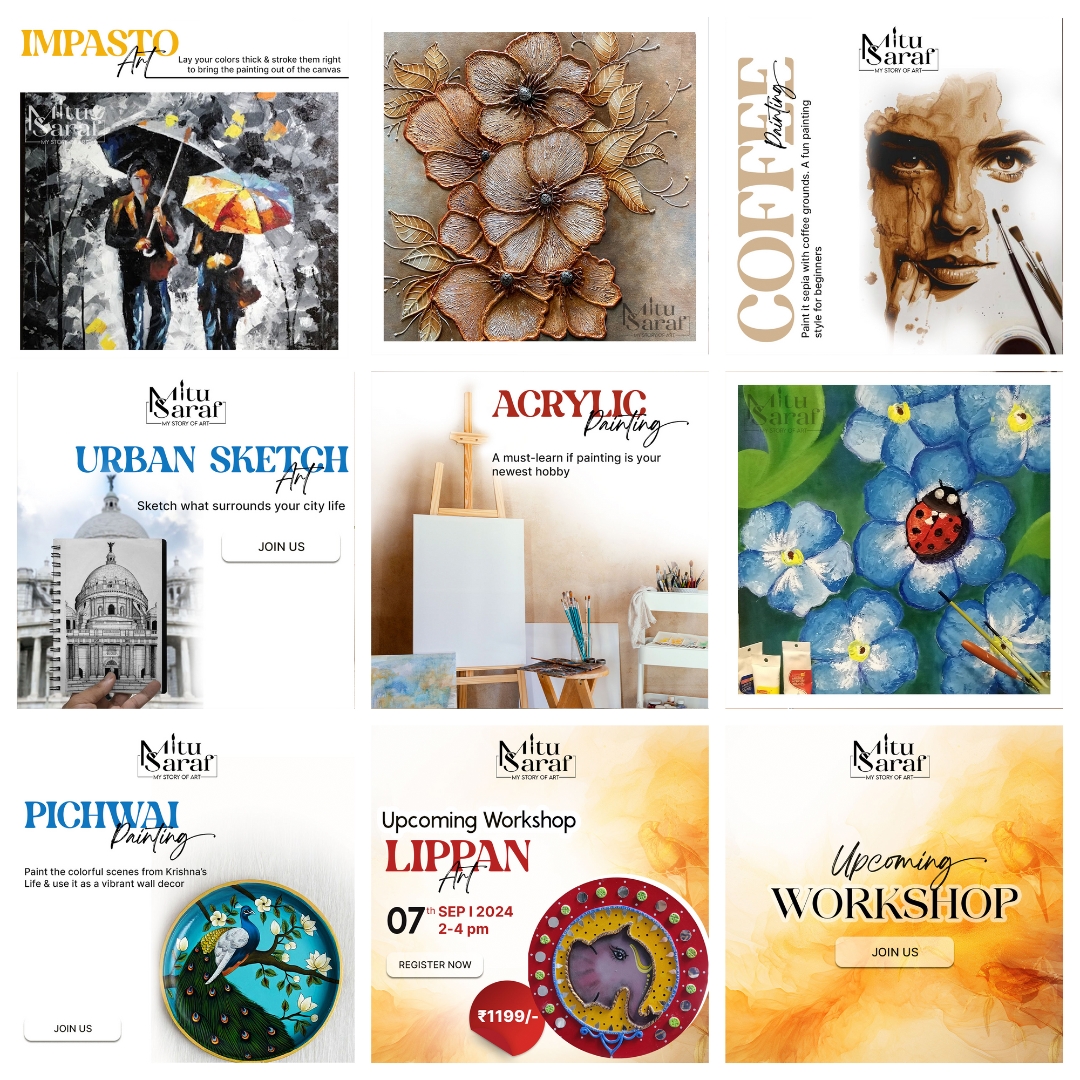 IMPASTO
Art
Lay your colors thick & stroke them right
to bring the painting out of the canvas
Mitu
Saraf
MY STORY OF ART
Mitu
Saraf
MY STORY OF ART
COFFEE
Painting
Paint it sepia with coffee grounds. A fun painting
style for beginners
Mitu
Saraf
MY STORY OF ART
Mitu
Saraf
MY STORY OF ART
URBAN SKETCH
Art
Sketch what surrounds your city life
JOIN US
ACRYLIC
Painting
A must-learn if painting is your
newest hobby
Mitu
Saraf
MY STORY OF ART
Mitu
Saraf
MY STORY OF ART
PICHWAI
Painting
Paint the colorful scenes from Krishna's
Life & use it as a vibrant wall decor
JOIN US
Mitu
Saraf
MY STORY OF ART
Upcoming Workshop
LIPPAN
Art
07th SEP I 2024
2-4 pm
REGISTER NOW
₹1199/-
Mitu
Saraf
MY STORY OF ART
Upcoming
WORKSHOP
JOIN US